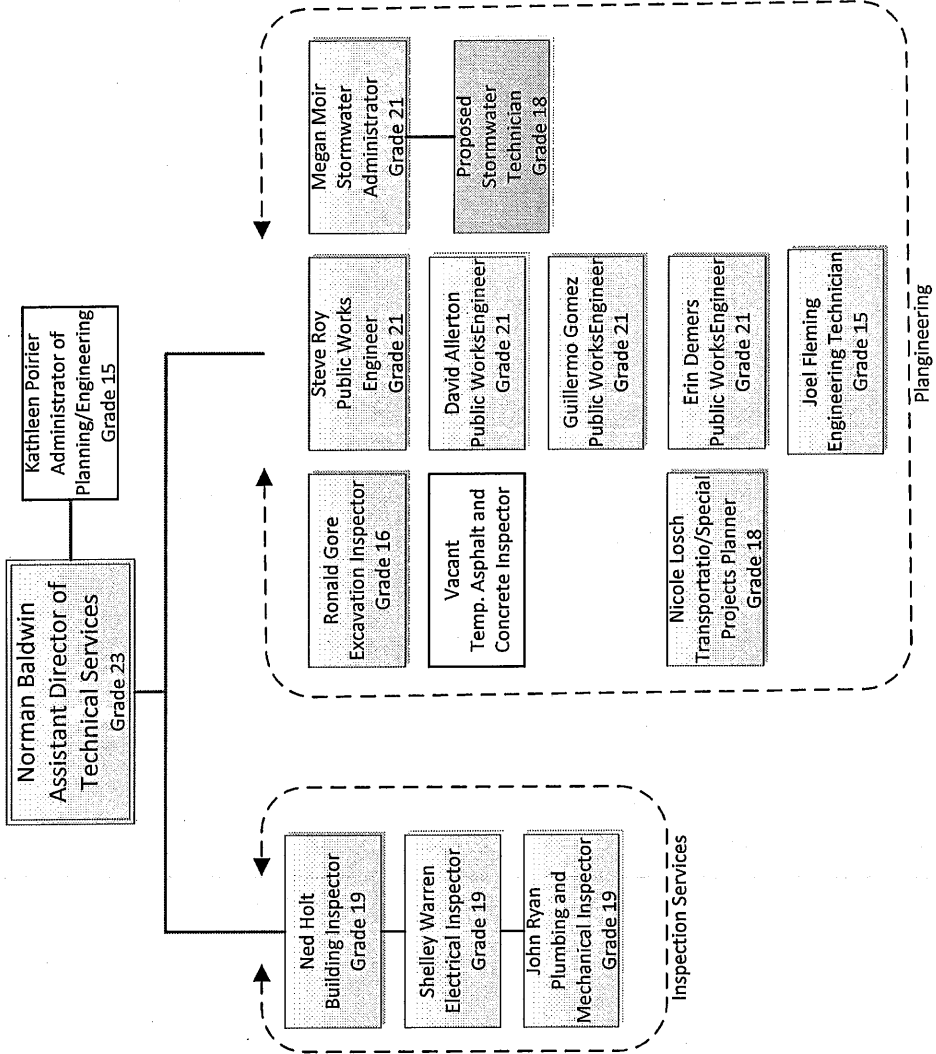 Norman Baldwin
Assistant Director of
Technical Services
Grade 23
Kathleen Poirier
Administrator of
Planning/Engineering
Grade 15
Ned Holt
Building Inspector
Grade 19
Shelley Warren
Electrical Inspector
Grade 19
John Ryan
Plumbing and
Mechanical Inspector
Grade 19
Inspection Services
Ronald Gore
Excavation Inspector
Grade 16
Vacant
Temp. Asphalt and
Concrete Inspector
Nicole Losch
Transportatio/Special
Projects Planner
Grade 18
Steve Roy
Public Works
Engineer
Grade 21
David Allerton
Public WorksEngineer
Grade 21
Guillermo Gomez
Public WorksEngineer
Grade 21
Erin Demers
Public WorksEngineer
Grade 21
Joel Fleming
Engineering Technician
Grade 15
Megan Moir
Stormwater
Administrator
Grade 21
Proposed
Stormwater
Technician
Grade 18
Plangineering